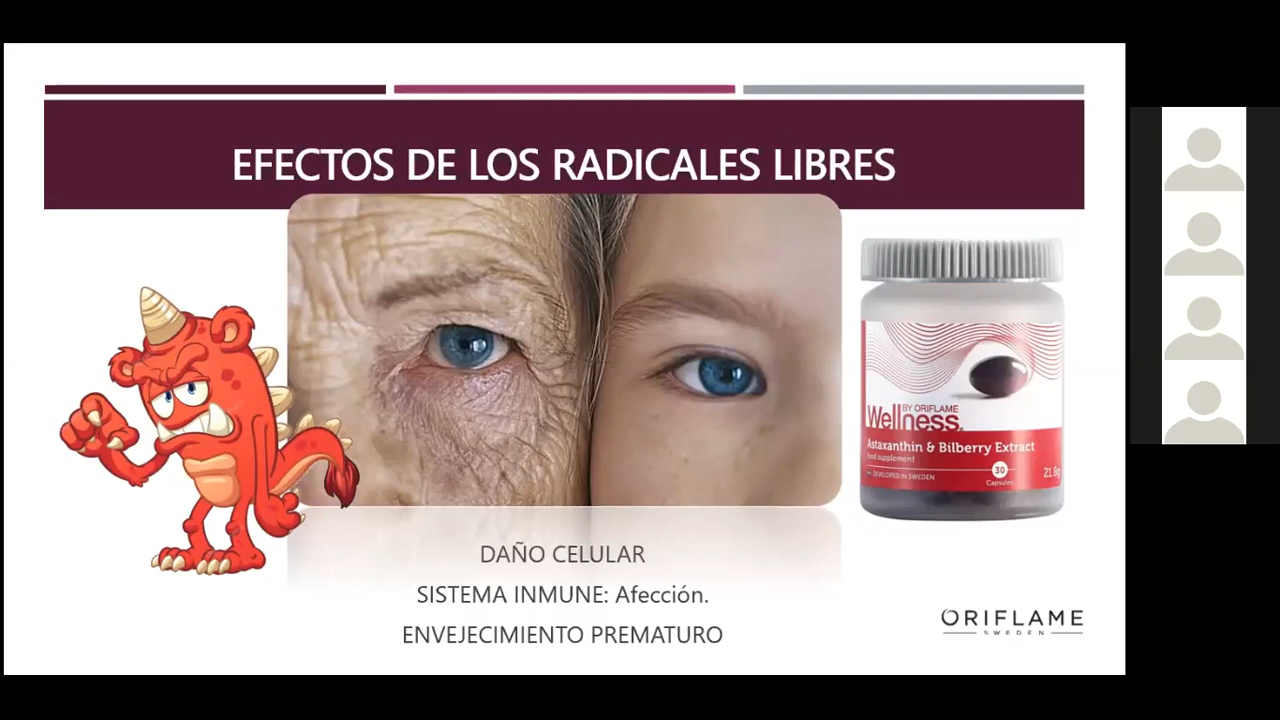 EFECTOS DE LOS RADICALES LIBRES
BY ORIFLAME
Wellness
Astaxanthin & Bilberry Extract
Food supplement
DEVELOPED IN SWEDEN
30
Capsules
21.8g
DAÑO CELULAR
SISTEMA INMUNE: Afección.
ENVEJECIMIENTO PREMATURO
ORIFLAME
SWEDEN